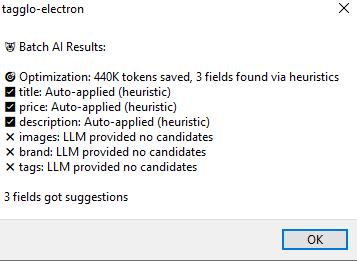 tagglo-electron
🐱 Batch AI Results:
🎯 Optimization: 440K tokens saved, 3 fields found via heuristics
✅ title: Auto-applied (heuristic)
✅ price: Auto-applied (heuristic)
✅ description: Auto-applied (heuristic)
❌ images: LLM provided no candidates
❌ brand: LLM provided no candidates
❌ tags: LLM provided no candidates
3 fields got suggestions
OK